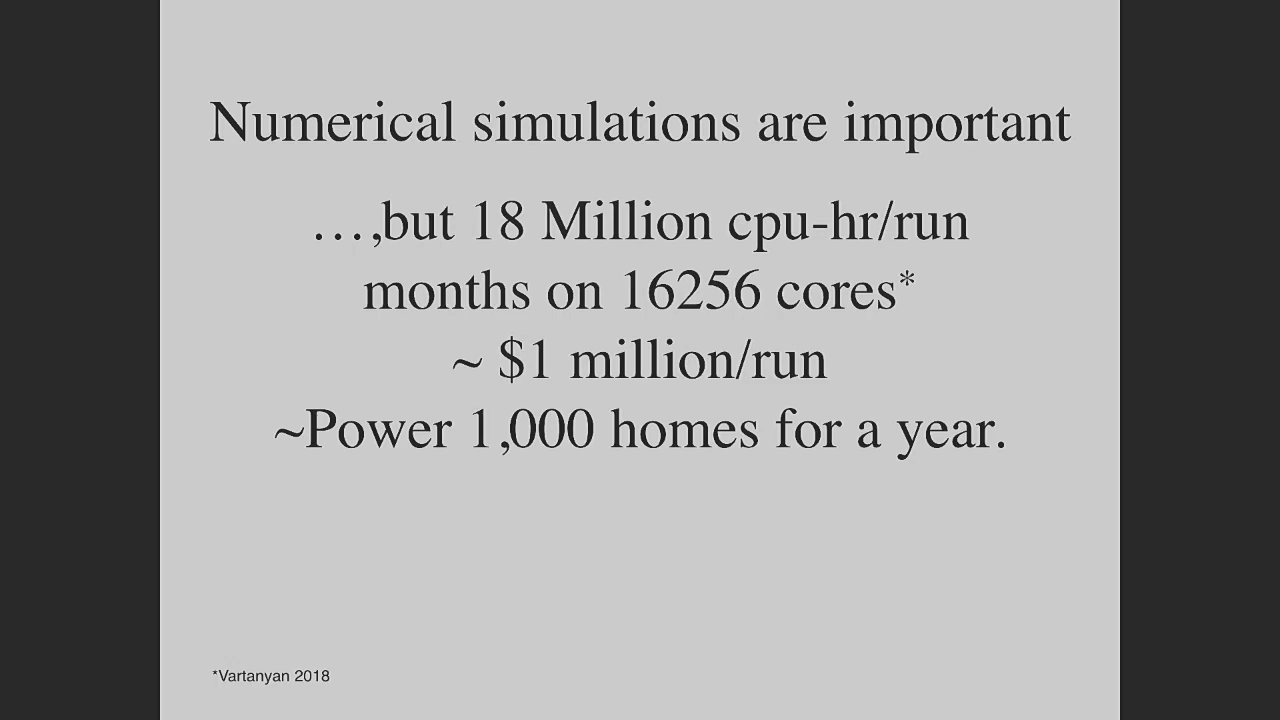 Numerical simulations are important
…,but 18 Million cpu-hr/run
months on 16256 cores*
~ $1 million/run
~Power 1,000 homes for a year.
*Vartanyan 2018